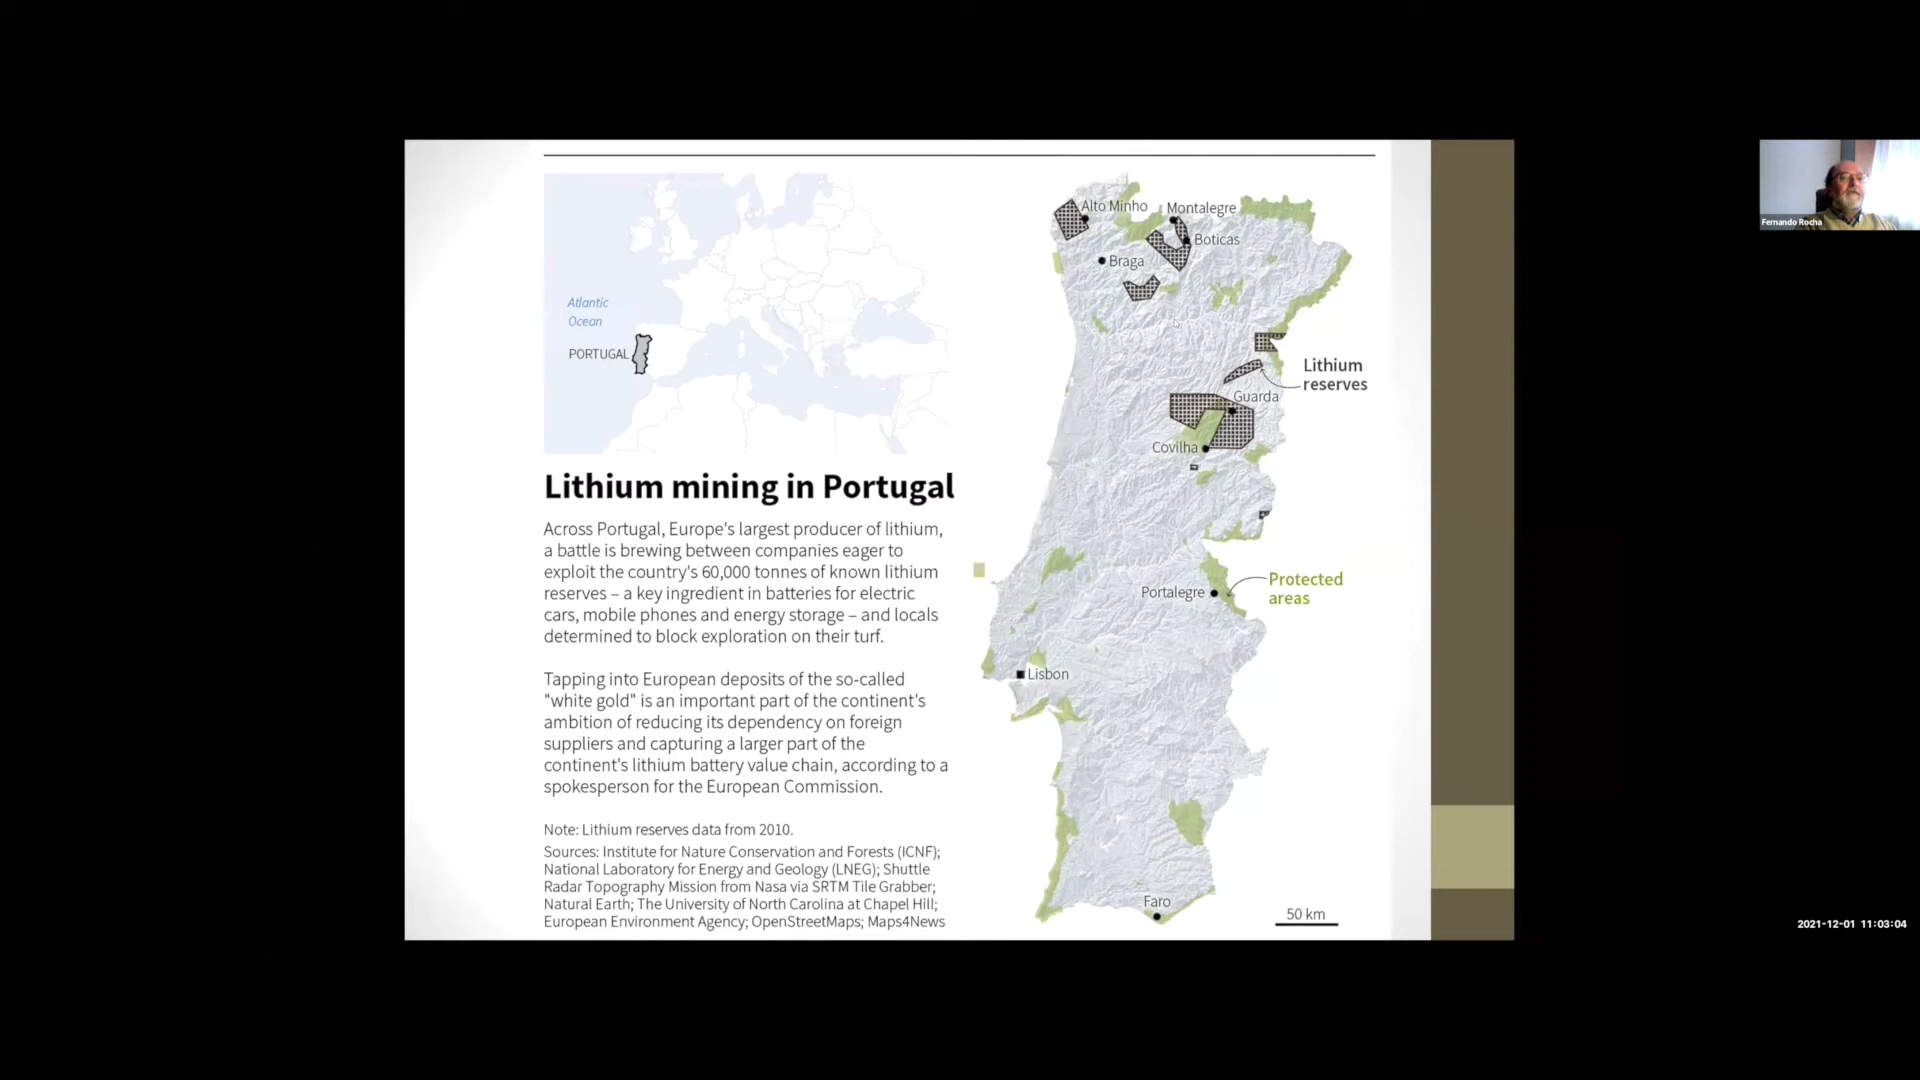 Atlantic
Ocean
PORTUGAL
Lithium mining in Portugal
Across Portugal, Europe's largest producer of lithium,
a battle is brewing between companies eager to
exploit the country's 60,000 tonnes of known lithium
reserves – a key ingredient in batteries for electric
cars, mobile phones and energy storage – and locals
determined to block exploration on their turf.
Tapping into European deposits of the so-called
"white gold" is an important part of the continent's
ambition of reducing its dependency on foreign
suppliers and capturing a larger part of the
continent's lithium battery value chain, according to a
spokesperson for the European Commission.
Note: Lithium reserves data from 2010.
Sources: Institute for Nature Conservation and Forests (ICNF);
National Laboratory for Energy and Geology (LNEG); Shuttle
Radar Topography Mission from Nasa via SRTM Tile Grabber;
Natural Earth; The University of North Carolina at Chapel Hill;
European Environment Agency; OpenStreetMaps; Maps4News
Alto Minho
Montalegre
Boticas
Braga
Lithium
reserves
Guarda
Covilha
Protected
areas
Portalegre
Lisbon
Faro
50 km
Fernando Rocha
2021-12-01 11:03:04